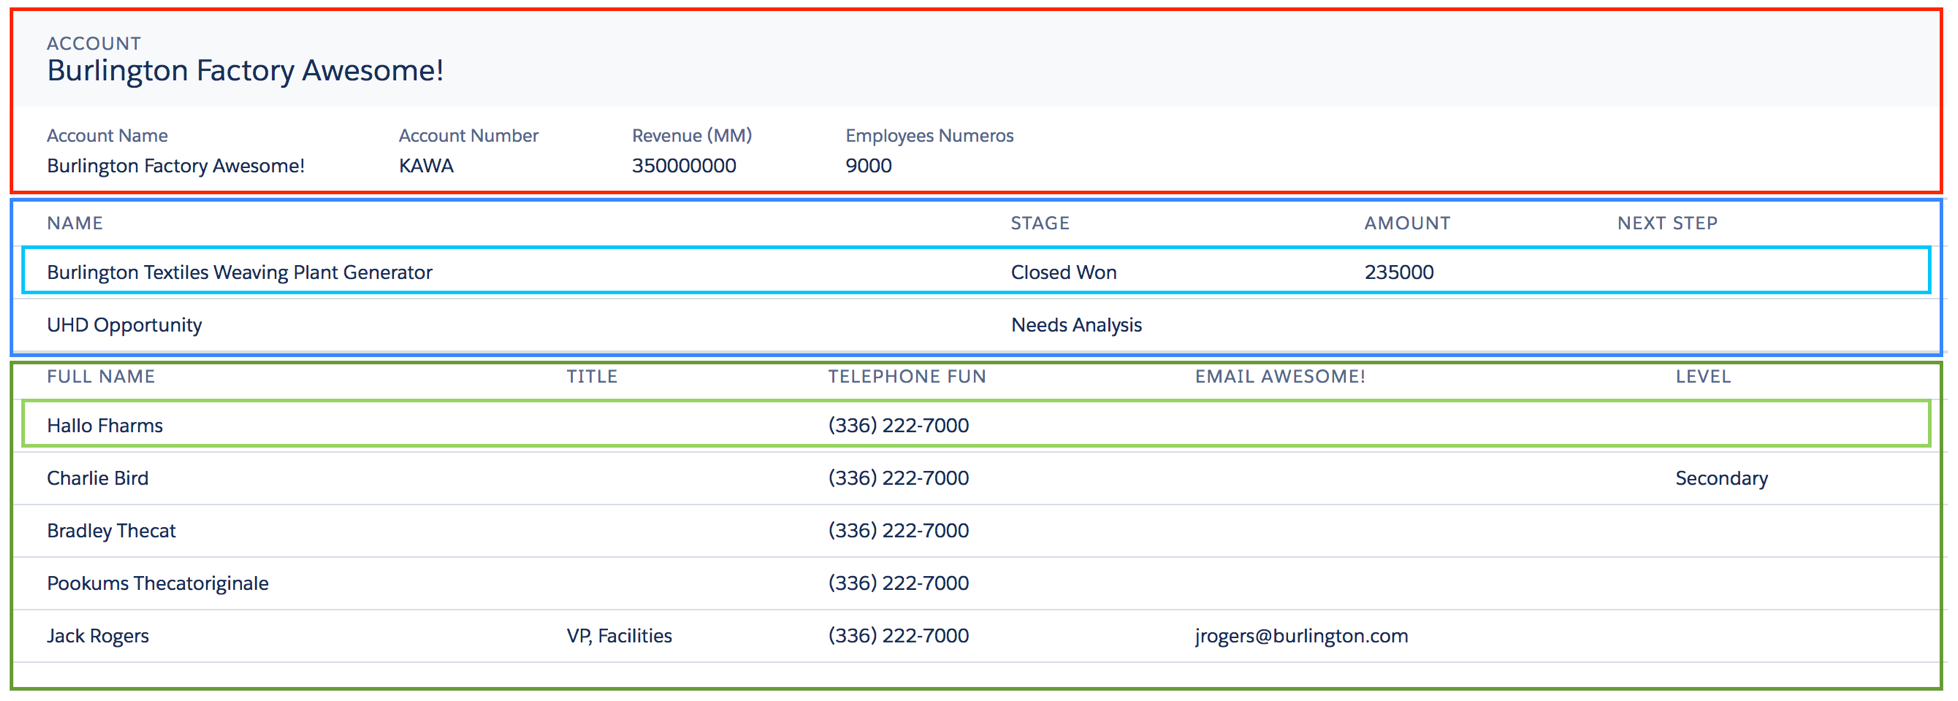 ACCOUNT
Burlington Factory Awesome!
Account Name Account Number Revenue (MM) Employees Numeros
Burlington Factory Awesome! KAWA 350000000 9000
NAME STAGE AMOUNT NEXT STEP
Burlington Textiles Weaving Plant Generator Closed Won 235000
UHD Opportunity Needs Analysis
FULL NAME TITLE TELEPHONE FUN EMAIL AWESOME! LEVEL
Hallo Fharms (336) 222-7000
Charlie Bird (336) 222-7000 Secondary
Bradley Thecat (336) 222-7000
Pookums Thecatoriginale (336) 222-7000
Jack Rogers VP, Facilities (336) 222-7000 jrogers@burlington.com